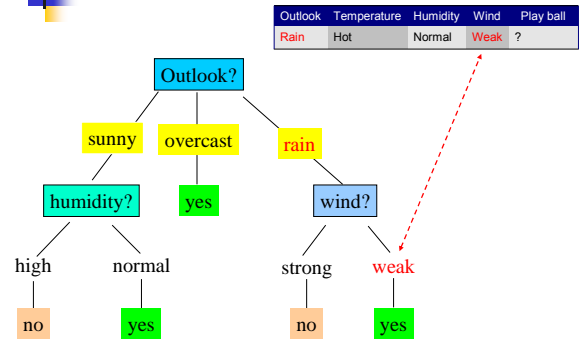 Outlook Temperature Humidity Wind Play ball
Rain Hot Normal Weak ?
Outlook?
sunny overcast rain
humidity? yes wind?
high normal strong weak
no yes no yes